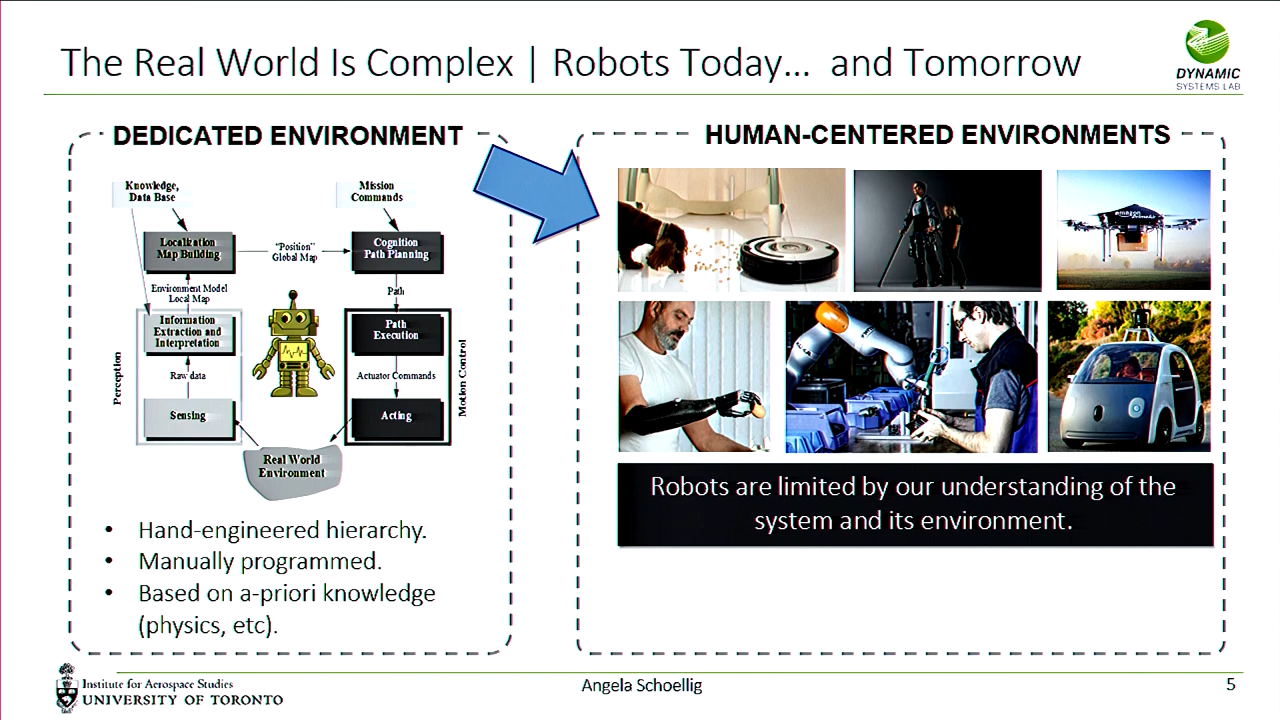 The Real World Is Complex | Robots Today... and Tomorrow
DYNAMIC
SYSTEMS LAB
DEDICATED ENVIRONMENT
Knowledge,
Data Base
Mission
Commands
Localization
Map Building
"Position"
Global Map
Cognition
Path Planning
Environment Model
Local Map
Path
Information
Extraction and
Interpretation
Path
Execution
Perception
Raw data
Actuator Commands
Motion Control
Sensing
Acting
Real World
Environment
• Hand-engineered hierarchy.
• Manually programmed.
• Based on a-priori knowledge
(physics, etc).
HUMAN-CENTERED ENVIRONMENTS
amazon
PrimeAir
Robots are limited by our understanding of the
system and its environment.
Institute for Aerospace Studies
UNIVERSITY OF TORONTO
Angela Schoellig
5